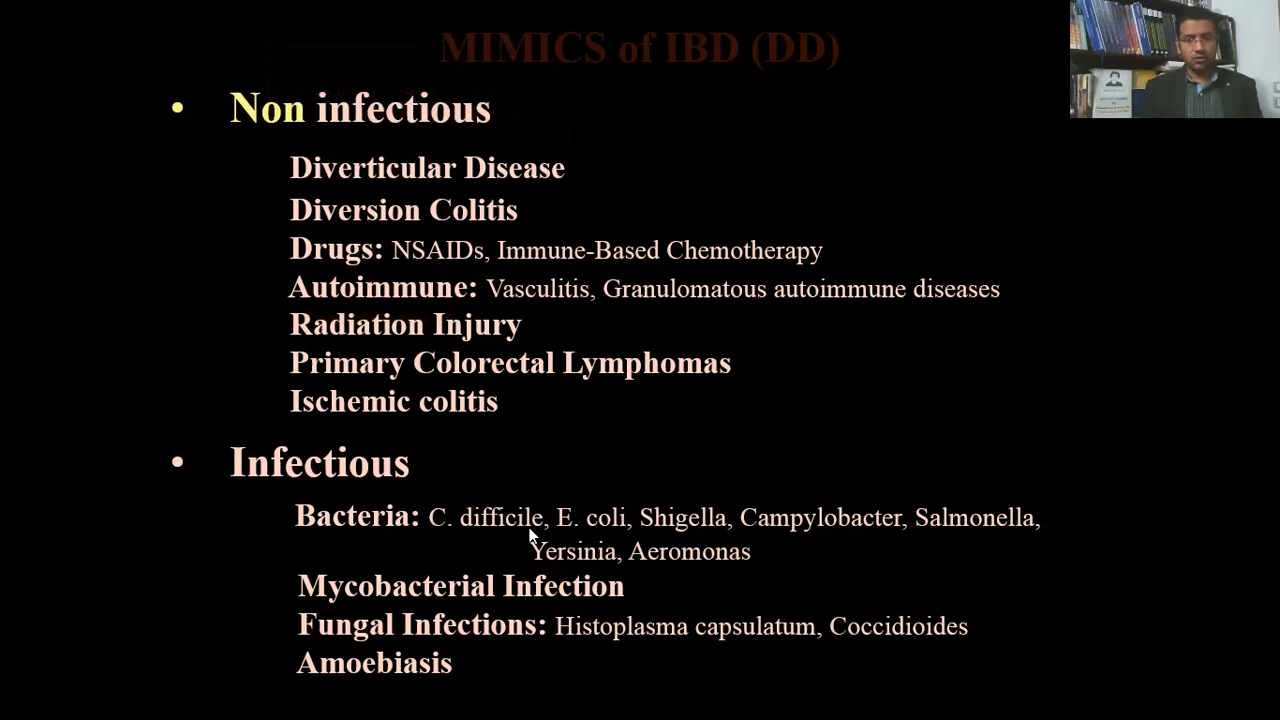 MIMICS of IBD (DD)
• Non infectious
Diverticular Disease
Diversion Colitis
Drugs: NSAIDs, Immune-Based Chemotherapy
Autoimmune: Vasculitis, Granulomatous autoimmune diseases
Radiation Injury
Primary Colorectal Lymphomas
Ischemic colitis
• Infectious
Bacteria: C. difficile, E. coli, Shigella, Campylobacter, Salmonella,
Yersinia, Aeromonas
Mycobacterial Infection
Fungal Infections: Histoplasma capsulatum, Coccidioides
Amoebiasis